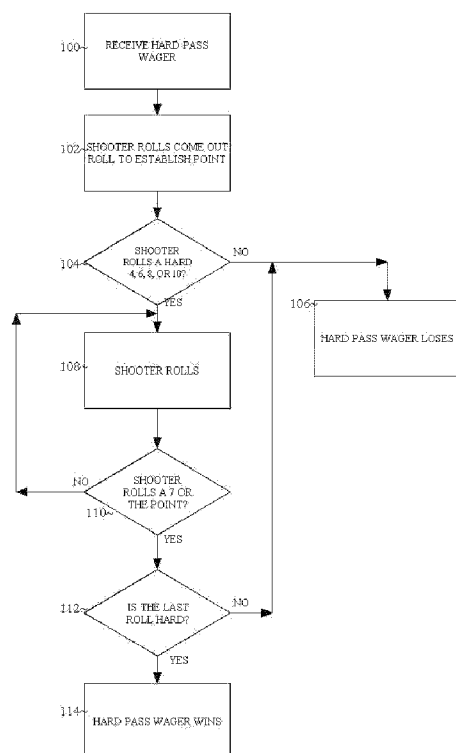 100~
RECEIVE HARD PASS
WAGER
102~
SHOOTER ROLLS COME OUT
ROLL TO ESTABLISH POINT
104~
SHOOTER
ROLLS A HARD
4, 6, 8, OR 10?
NO
YES
106~
HARD PASS WAGER LOSES
108~
SHOOTER ROLLS
NO
SHOOTER
ROLLS A 7 OR
THE POINT?
110~
YES
112~
IS THE LAST
ROLL HARD?
NO
YES
114~
HARD PASS WAGER WINS